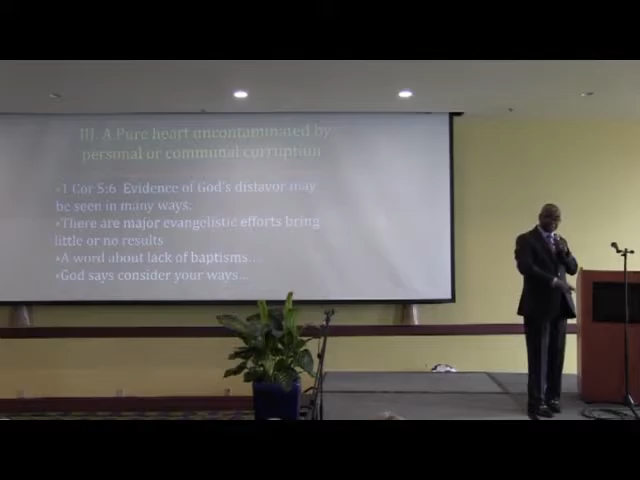 III. A Pure heart uncontaminated by
personal or communal corruption
•1 Cor 5:6 Evidence of God's disfavor may
be seen in many ways:
•There are major evangelistic efforts bring
little or no results
•A word about lack of baptisms…
•God says consider your ways…